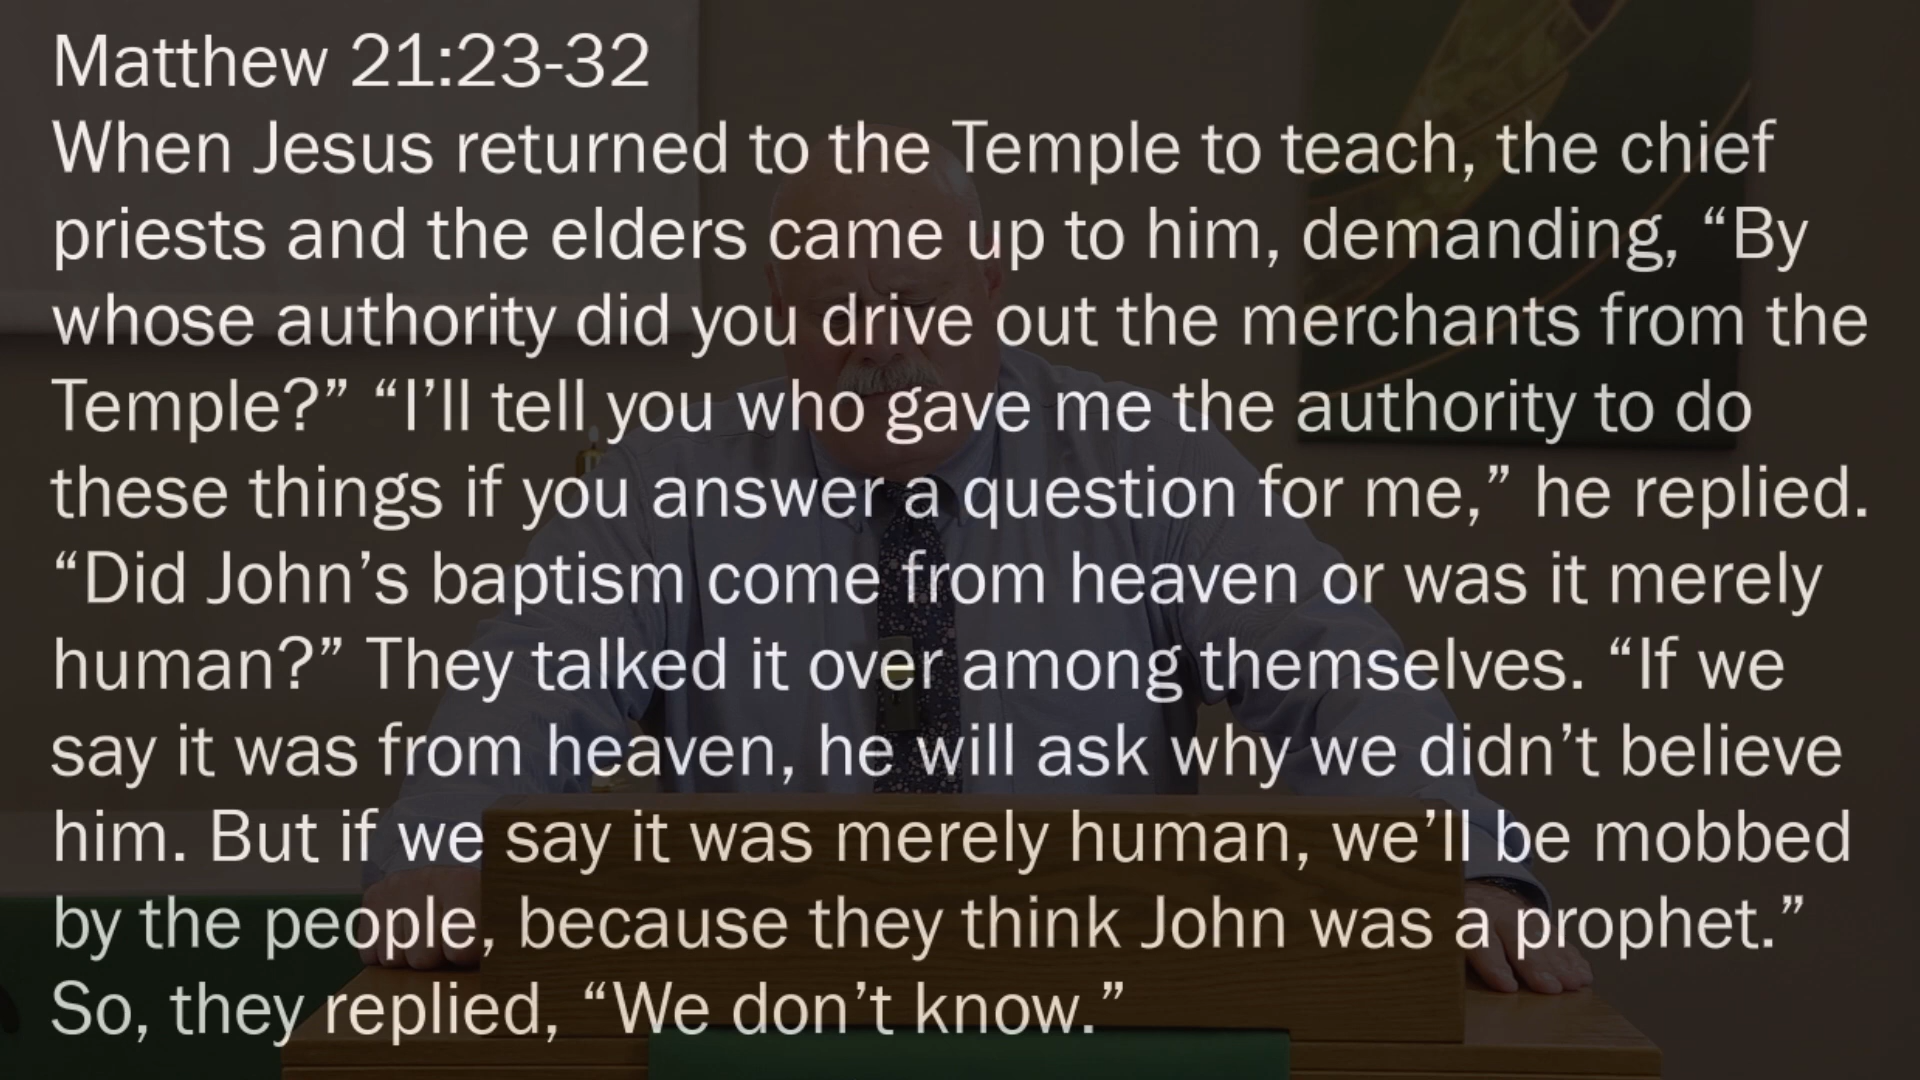 Matthew 21:23-32
When Jesus returned to the Temple to teach, the chief
priests and the elders came up to him, demanding, “By
whose authority did you drive out the merchants from the
Temple?” “I’ll tell you who gave me the authority to do
these things if you answer a question for me,” he replied.
“Did John’s baptism come from heaven or was it merely
human?” They talked it over among themselves. “If we
say it was from heaven, he will ask why we didn’t believe
him. But if we say it was merely human, we’ll be mobbed
by the people, because they think John was a prophet.”
So, they replied, “We don’t know.”